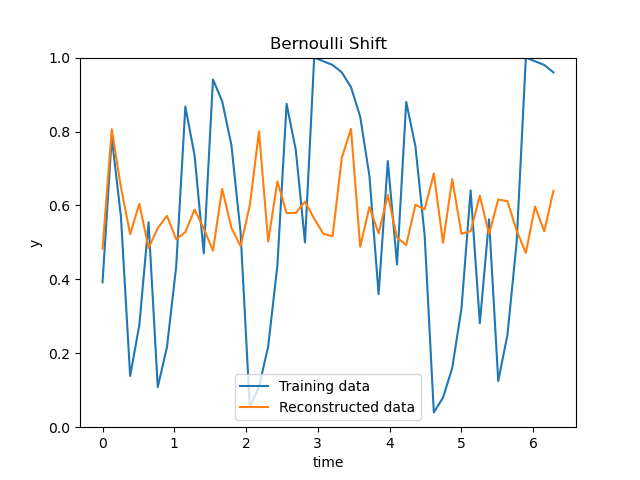 Bernoulli Shift
1.0
0.8
0.6
0.4
0.2
0.0
y
Training data
Reconstructed data
0 1 2 3 4 5 6
time